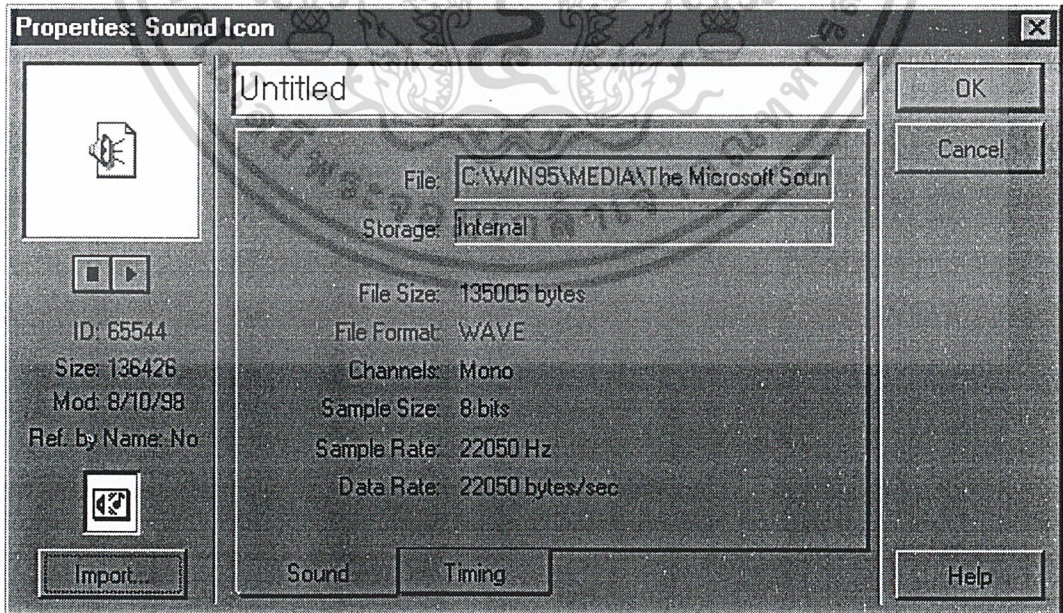 Properties: Sound Icon
Untitled
File: C:\WIN95\MEDIA\The Microsoft Soun
Storage: Internal
File Size: 135005 bytes
File Format: WAVE
Channels: Mono
Sample Size: 8 bits
Sample Rate: 22050 Hz
Data Rate: 22050 bytes/sec
ID: 65544
Size: 136426
Mod: 8/10/98
Ref. by Name: No
Import...
Sound
Timing
OK
Cancel
Help